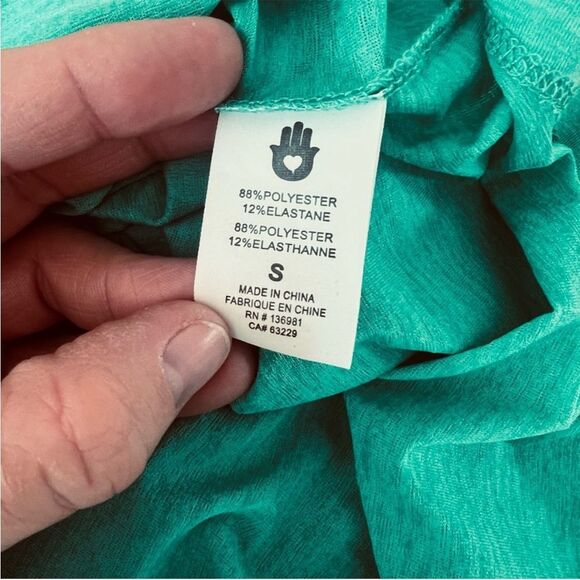 88%POLYESTER
12%ELASTANE
88%POLYESTER
12%ELASTHANNE
S
MADE IN CHINA
FABRIQUE EN CHINE
RN # 136981
CA# 63229